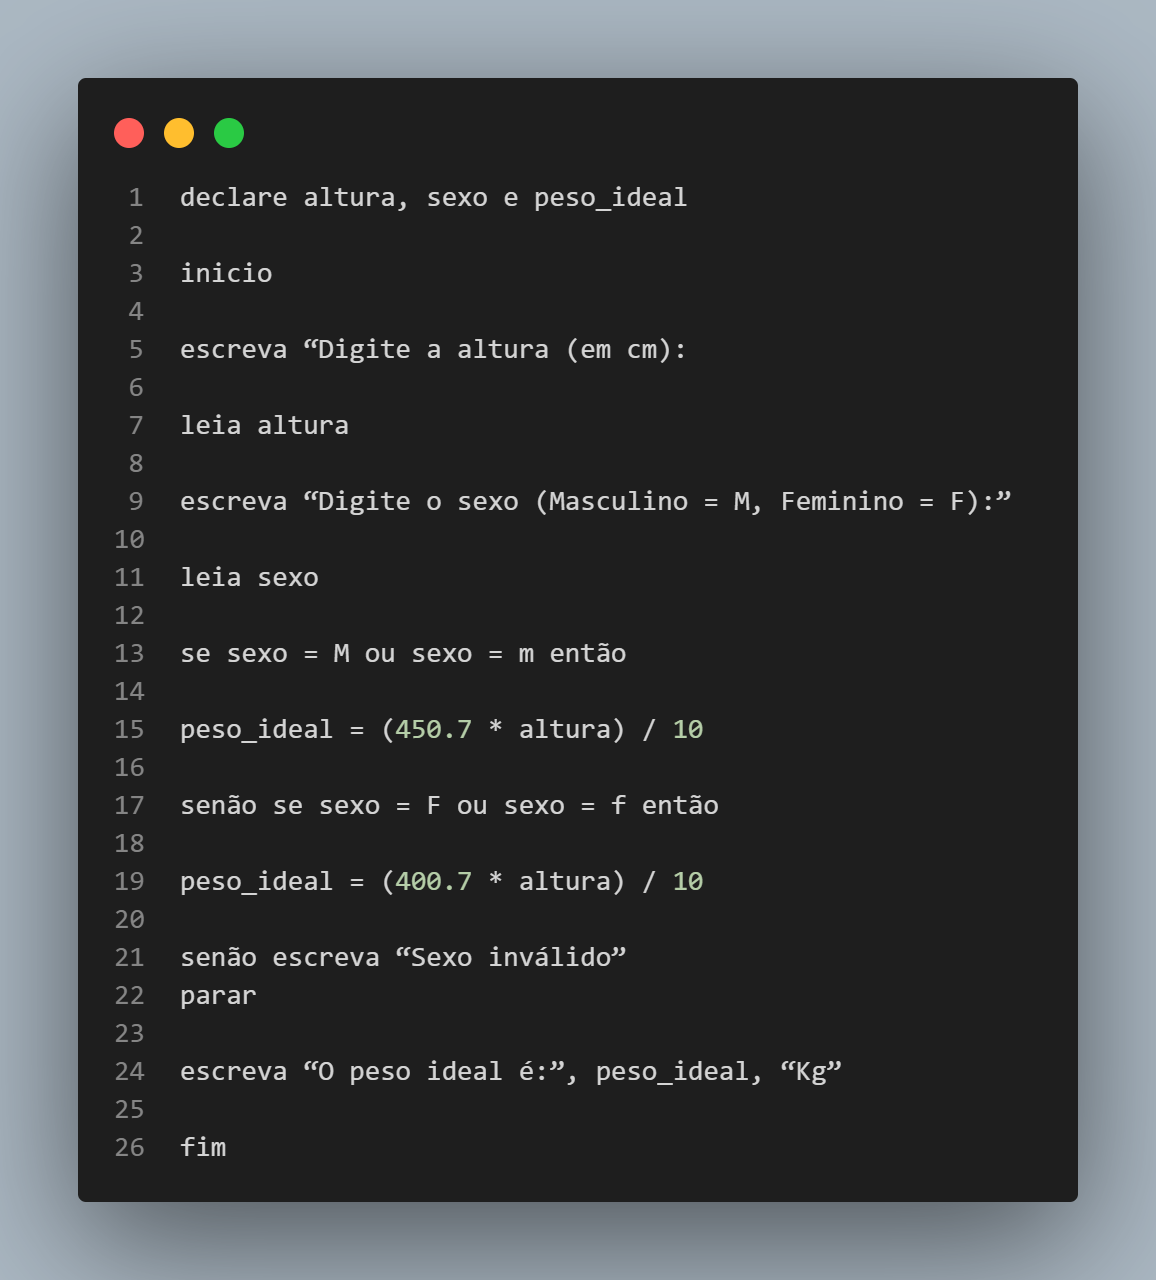 1 declare altura, sexo e peso_ideal
2
3 inicio
4
5 escreva “Digite a altura (em cm):
6
7 leia altura
8
9 escreva “Digite o sexo (Masculino = M, Feminino = F):”
10
11 leia sexo
12
13 se sexo = M ou sexo = m então
14
15 peso_ideal = (450.7 * altura) / 10
16
17 senão se sexo = F ou sexo = f então
18
19 peso_ideal = (400.7 * altura) / 10
20
21 senão escreva “Sexo inválido”
22 parar
23
24 escreva “O peso ideal é:”, peso_ideal, “Kg”
25
26 fim